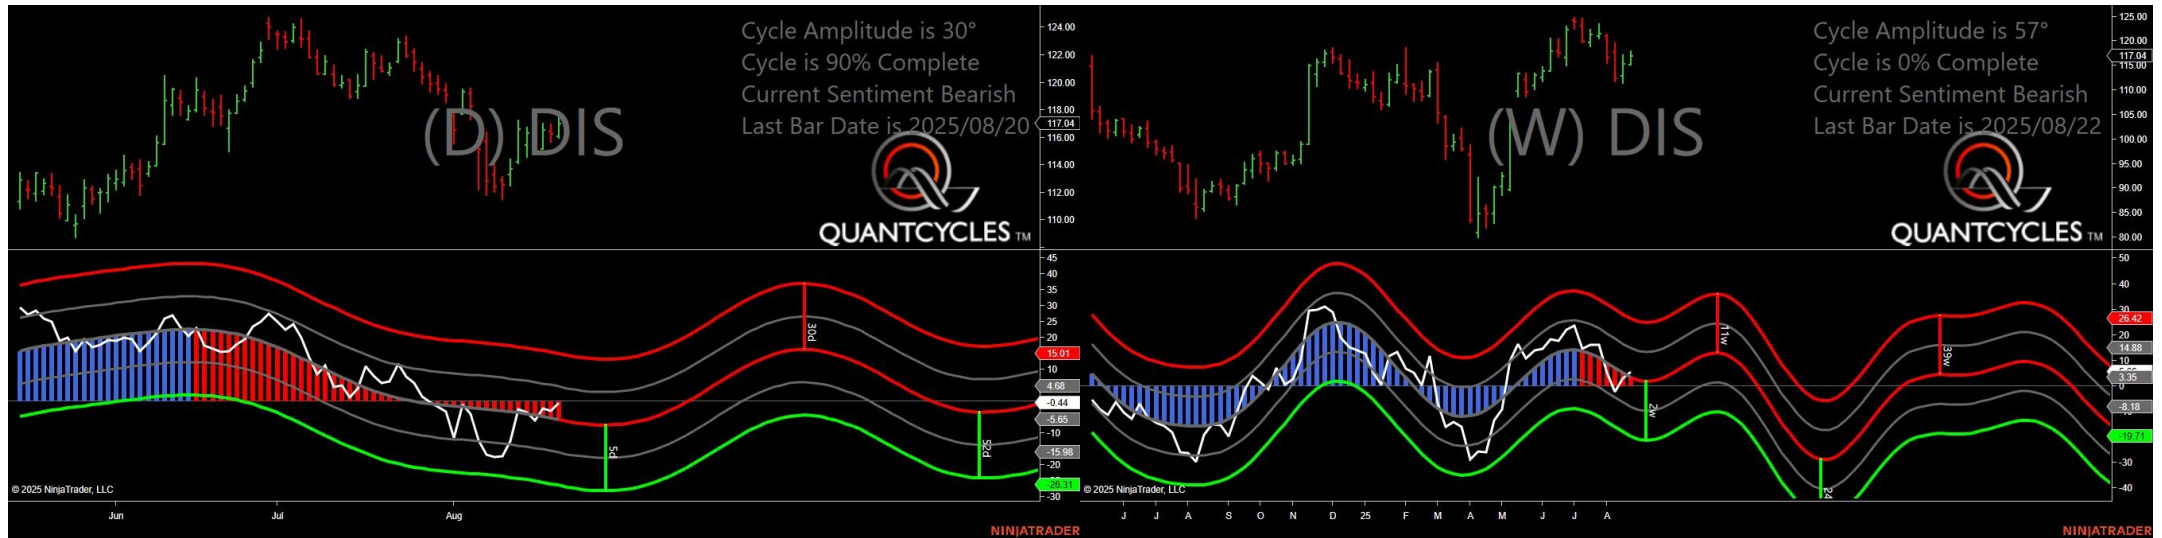 Cycle Amplitude is 30°
Cycle is 90% Complete
Current Sentiment Bearish
Last Bar Date is 2025/08/20
(D) DIS
QUANTCYCLES TM
124.00
122.00
120.00
118.00
117.04
116.00
114.00
112.00
110.00
45
40
35
30
25
20
15.01
10
4.68
-0.44
-5.65
-10
-15.98
-20
-26.31
-30
30d
5d
52d
© 2025 NinjaTrader, LLC
Jun
Jul
Aug
NINJATRADER
Cycle Amplitude is 57°
Cycle is 0% Complete
Current Sentiment Bearish
Last Bar Date is 2025/08/22
(W) DIS
QUANTCYCLES TM
125.00
120.00
117.04
115.00
110.00
105.00
100.00
95.00
90.00
85.00
80.00
50
40
26.42
20
14.88
10
3.35
-8.18
-19.71
-30
-40
11w
39w
2w
24
© 2025 NinjaTrader, LLC
J J A S O N D 25 F M A M J J A
NINJATRADER